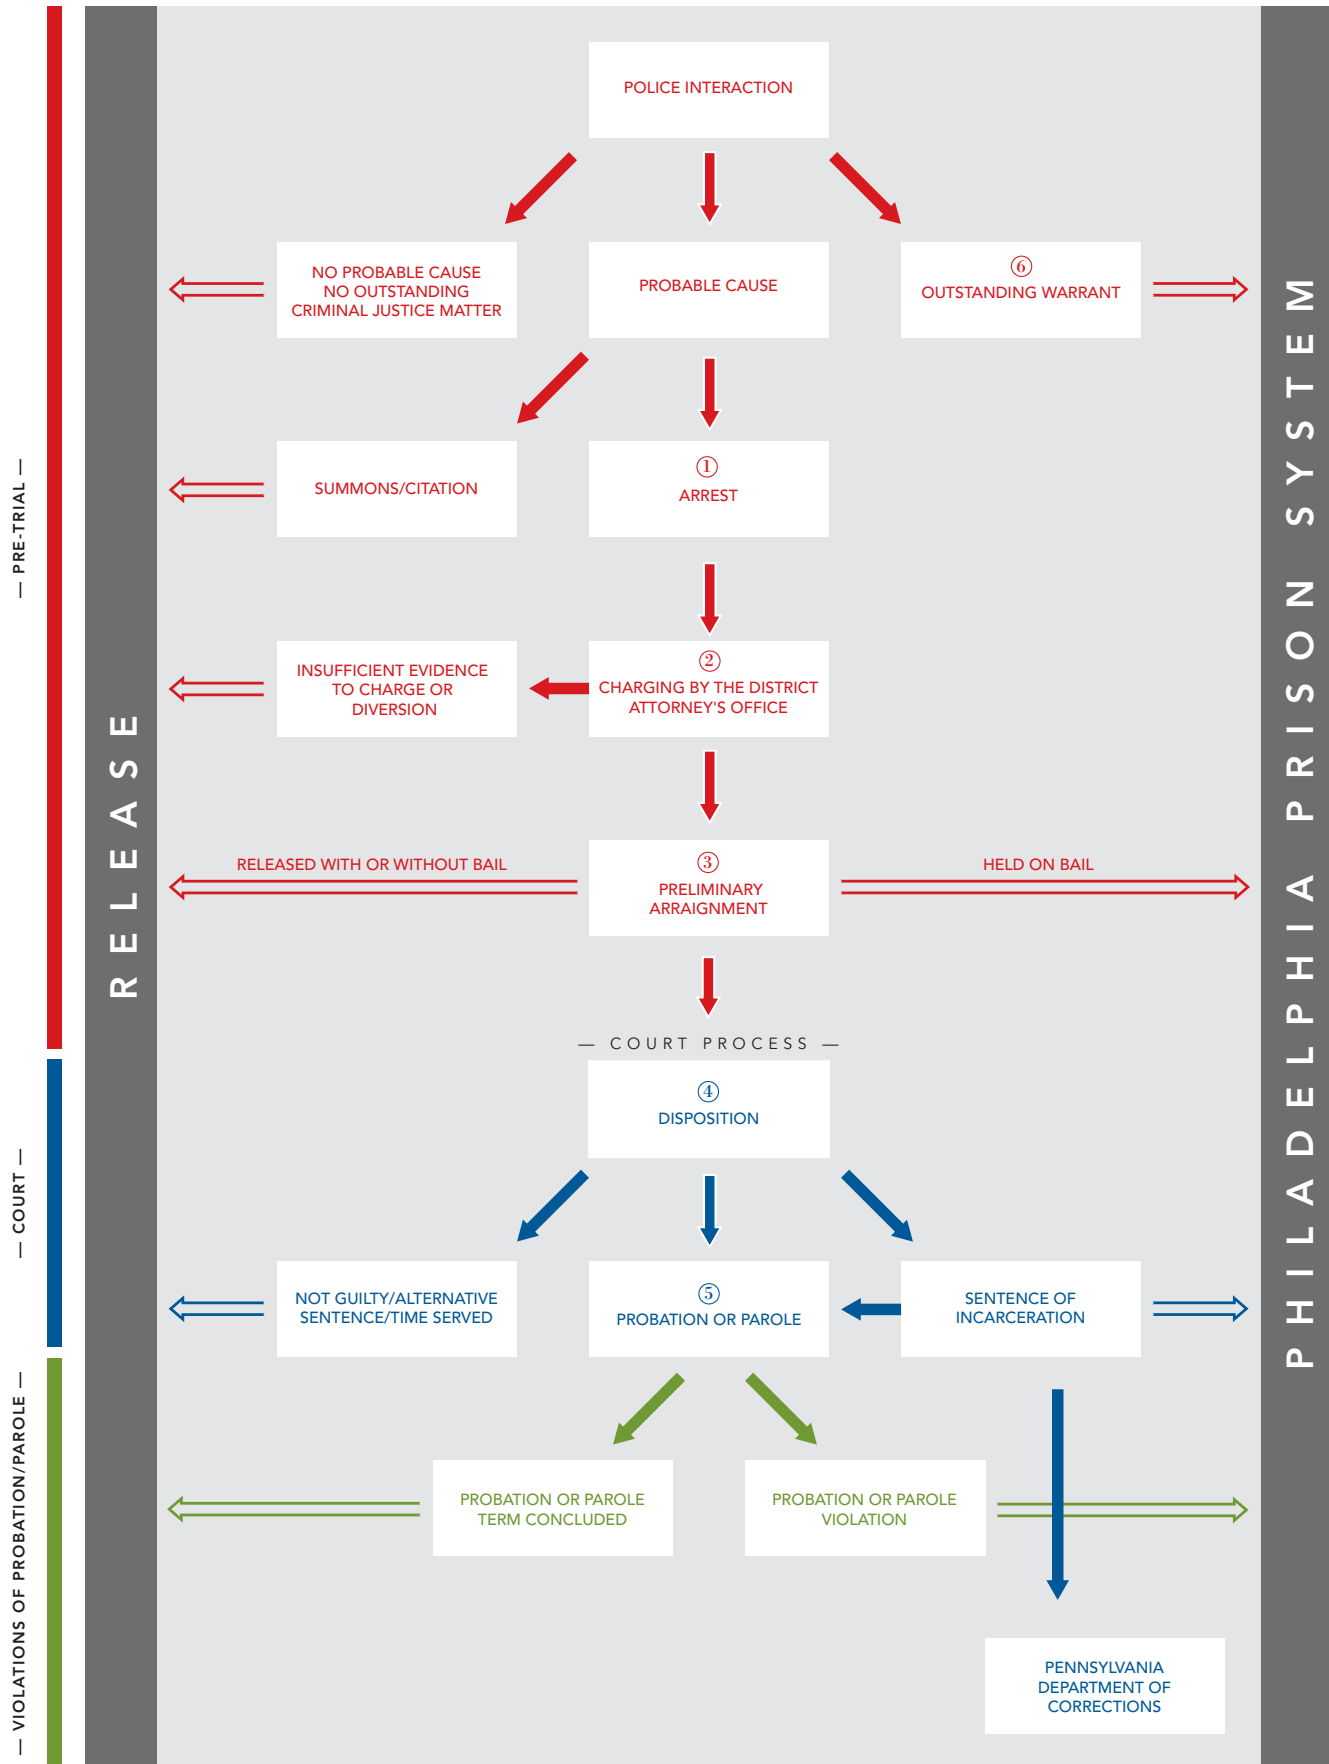 — PRE-TRIAL —
— COURT —
— VIOLATIONS OF PROBATION/PAROLE —
RELEASE
POLICE INTERACTION
NO PROBABLE CAUSE
NO OUTSTANDING
CRIMINAL JUSTICE MATTER
PROBABLE CAUSE
⑥
OUTSTANDING WARRANT
SUMMONS/CITATION
①
ARREST
INSUFFICIENT EVIDENCE
TO CHARGE OR
DIVERSION
②
CHARGING BY THE DISTRICT
ATTORNEY'S OFFICE
RELEASED WITH OR WITHOUT BAIL
③
PRELIMINARY
ARRAIGNMENT
HELD ON BAIL
— COURT PROCESS —
④
DISPOSITION
NOT GUILTY/ALTERNATIVE
SENTENCE/TIME SERVED
⑤
PROBATION OR PAROLE
SENTENCE OF
INCARCERATION
PROBATION OR PAROLE
TERM CONCLUDED
PROBATION OR PAROLE
VIOLATION
PENNSYLVANIA
DEPARTMENT OF
CORRECTIONS
PHILADELPHIA PRISON SYSTEM